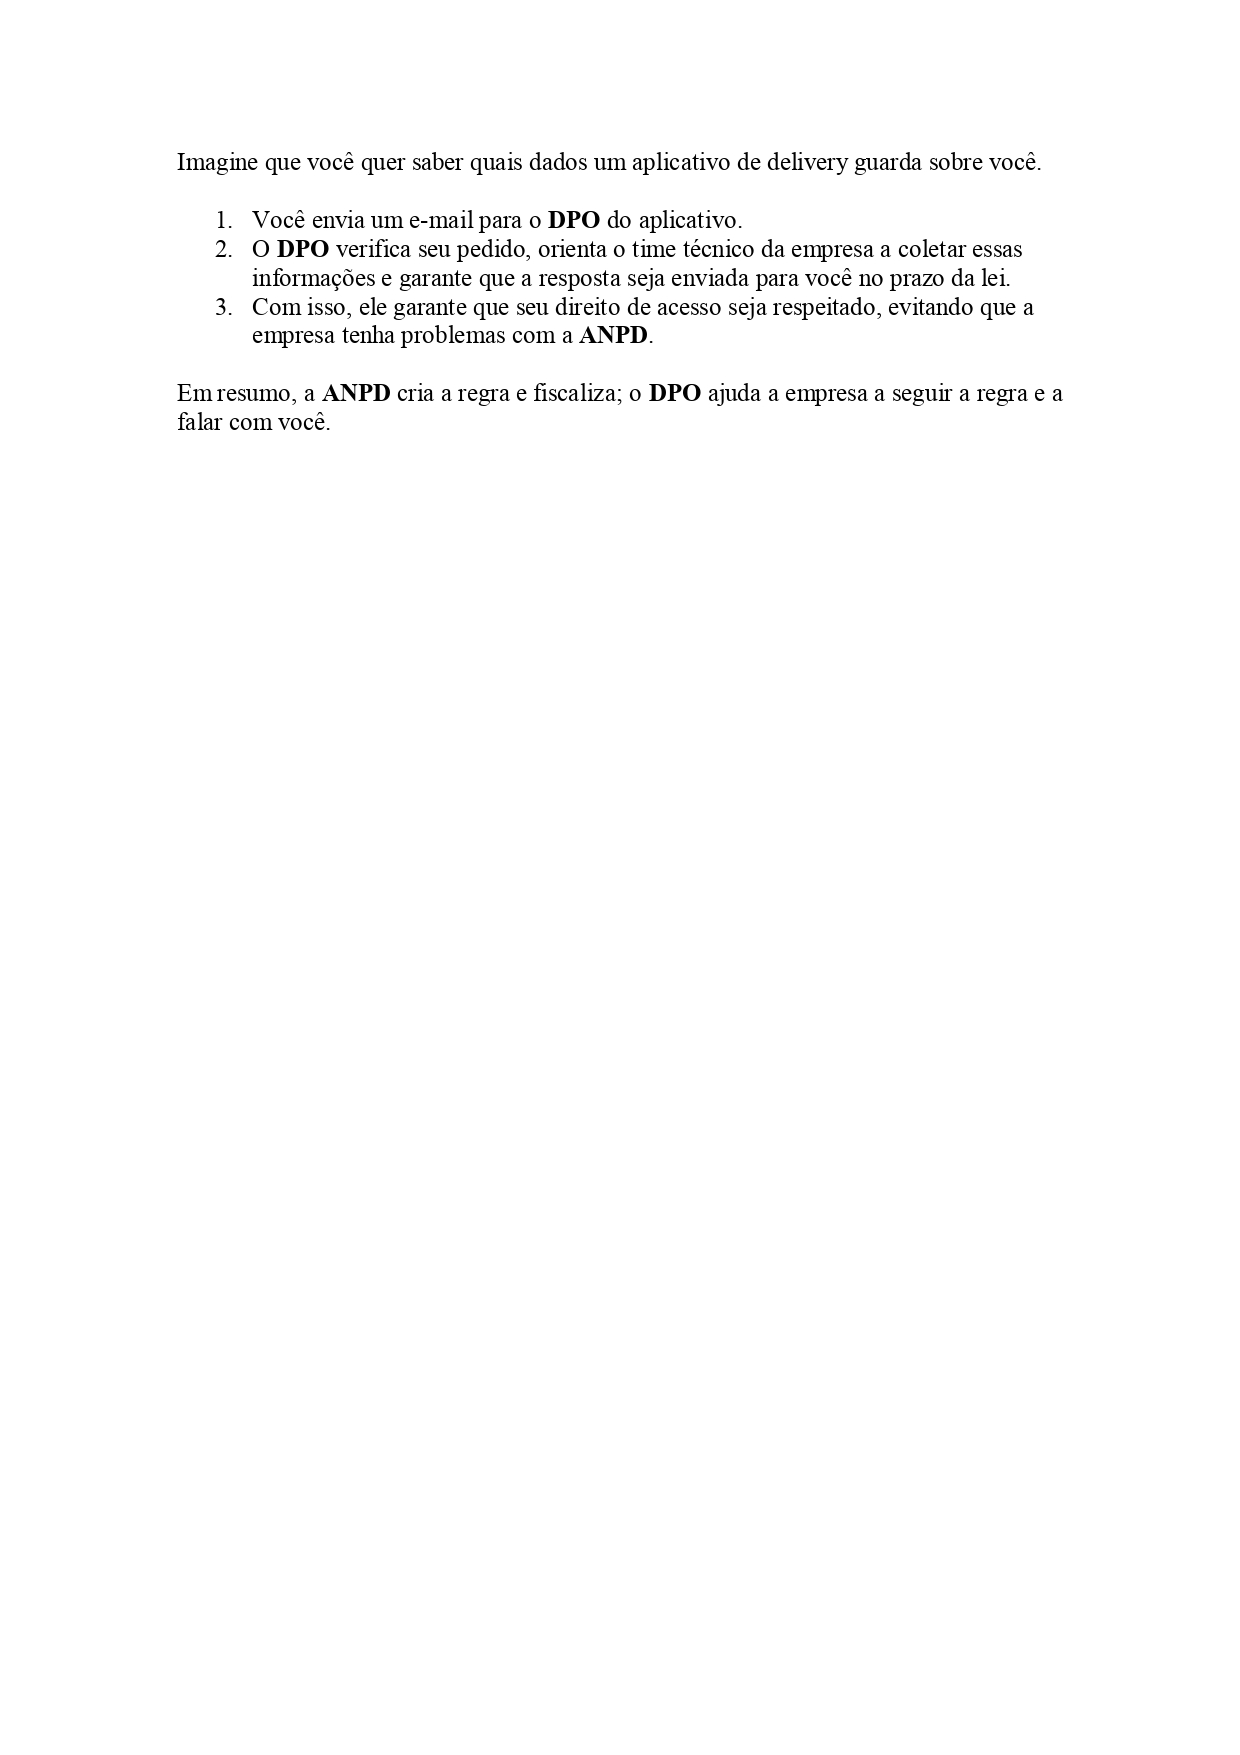 Imagine que você quer saber quais dados um aplicativo de delivery guarda sobre você.
1. Você envia um e-mail para o DPO do aplicativo.
2. O DPO verifica seu pedido, orienta o time técnico da empresa a coletar essas
informações e garante que a resposta seja enviada para você no prazo da lei.
3. Com isso, ele garante que seu direito de acesso seja respeitado, evitando que a
empresa tenha problemas com a ANPD.
Em resumo, a ANPD cria a regra e fiscaliza; o DPO ajuda a empresa a seguir a regra e a
falar com você.